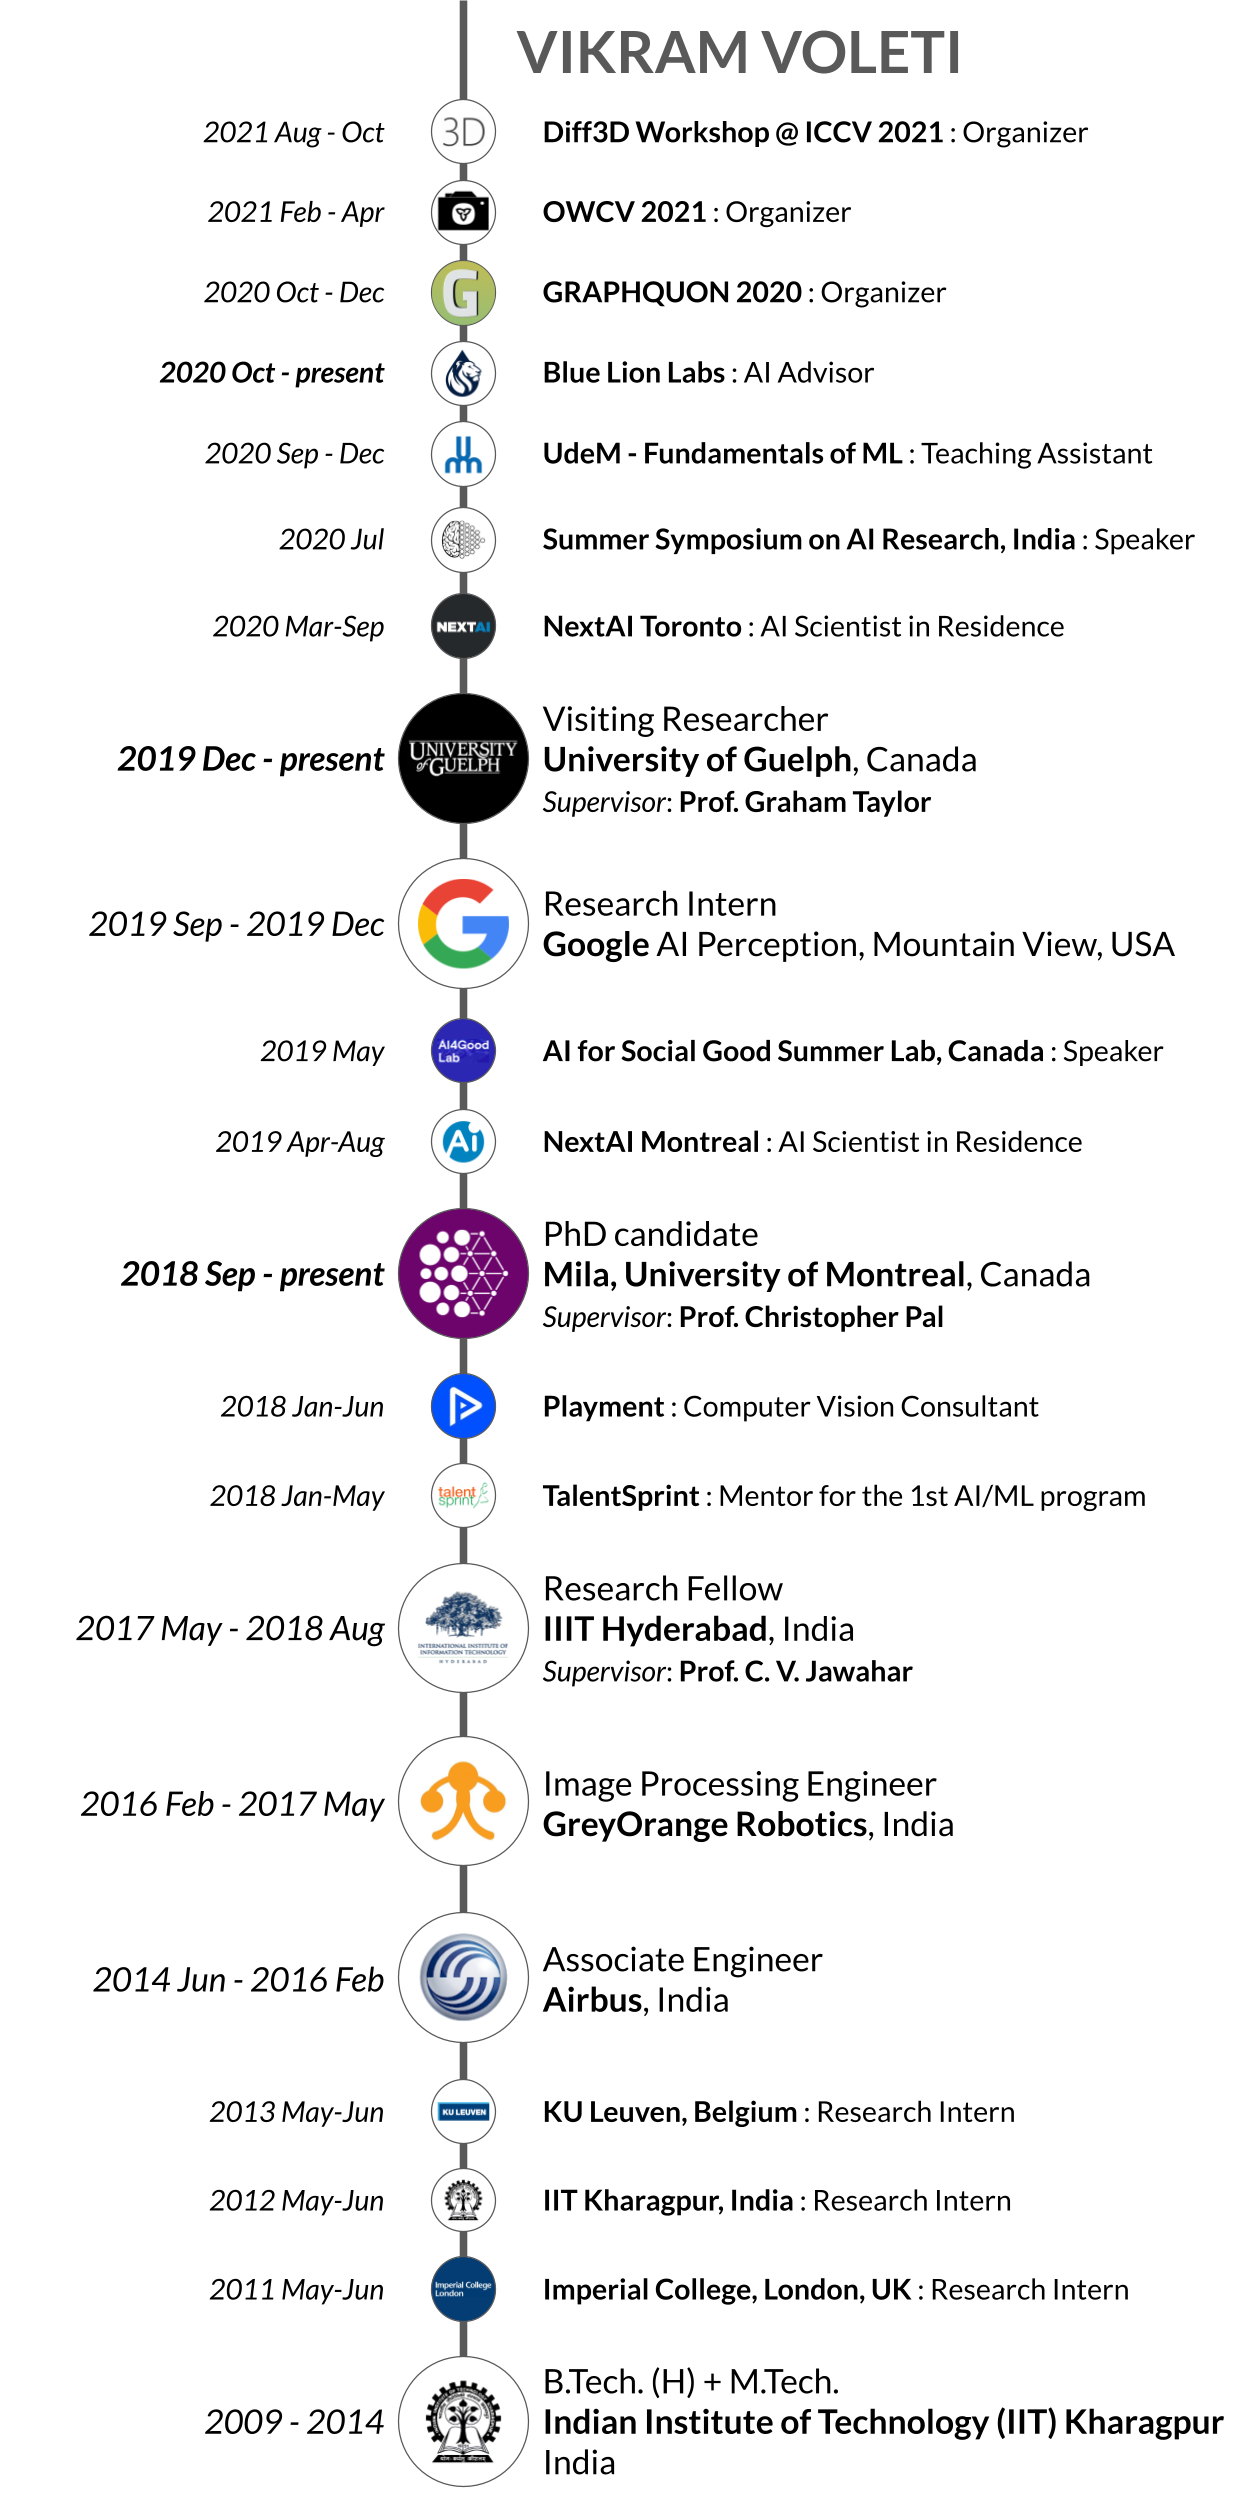 VIKRAM VOLETI
2021 Aug - Oct
3D
Diff3D Workshop @ ICCV 2021 : Organizer
2021 Feb - Apr
OWCV 2021 : Organizer
2020 Oct - Dec
G
GRAPHQUON 2020 : Organizer
2020 Oct - present
Blue Lion Labs : AI Advisor
2020 Sep - Dec
UdeM - Fundamentals of ML : Teaching Assistant
2020 Jul
Summer Symposium on AI Research, India : Speaker
2020 Mar-Sep
NEXTAI
NextAI Toronto : AI Scientist in Residence
2019 Dec - present
UNIVERSITY
of GUELPH
Visiting Researcher
University of Guelph, Canada
Supervisor: Prof. Graham Taylor
2019 Sep - 2019 Dec
G
Research Intern
Google AI Perception, Mountain View, USA
2019 May
AI4Good
Lab
AI for Social Good Summer Lab, Canada : Speaker
2019 Apr-Aug
Ai
NextAI Montreal : AI Scientist in Residence
2018 Sep - present
PhD candidate
Mila, University of Montreal, Canada
Supervisor: Prof. Christopher Pal
2018 Jan-Jun
Playment : Computer Vision Consultant
2018 Jan-May
talent
sprint
TalentSprint : Mentor for the 1st AI/ML program
2017 May - 2018 Aug
INTERNATIONAL INSTITUTE OF
INFORMATION TECHNOLOGY
HYDERABAD
Research Fellow
IIIT Hyderabad, India
Supervisor: Prof. C. V. Jawahar
2016 Feb - 2017 May
Image Processing Engineer
GreyOrange Robotics, India
2014 Jun - 2016 Feb
Associate Engineer
Airbus, India
2013 May-Jun
KU LEUVEN
KU Leuven, Belgium : Research Intern
2012 May-Jun
IIT Kharagpur, India : Research Intern
2011 May-Jun
Imperial College
London
Imperial College, London, UK : Research Intern
2009 - 2014
B.Tech. (H) + M.Tech.
Indian Institute of Technology (IIT) Kharagpur
India